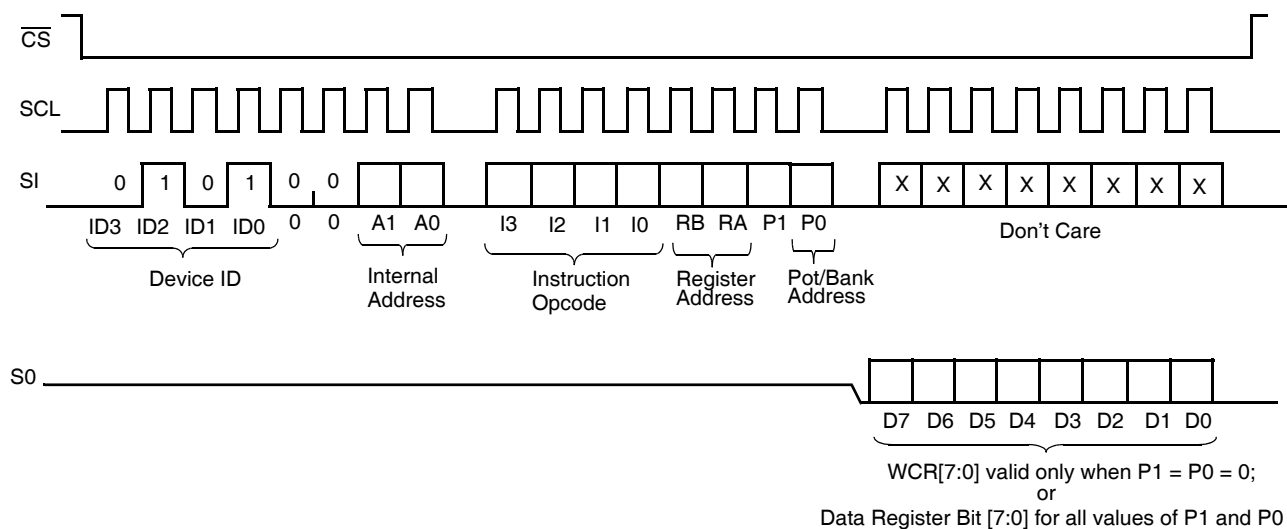 CS
SCL
SI 0 1 0 1 0 0 X X X X X X X X
ID3 ID2 ID1 ID0 0 0 A1 A0 I3 I2 I1 I0 RB RA P1 P0 Don't Care
Device ID Internal Address Instruction Opcode Register Address Pot/Bank Address
S0
D7 D6 D5 D4 D3 D2 D1 D0
WCR[7:0] valid only when P1 = P0 = 0;
or
Data Register Bit [7:0] for all values of P1 and P0